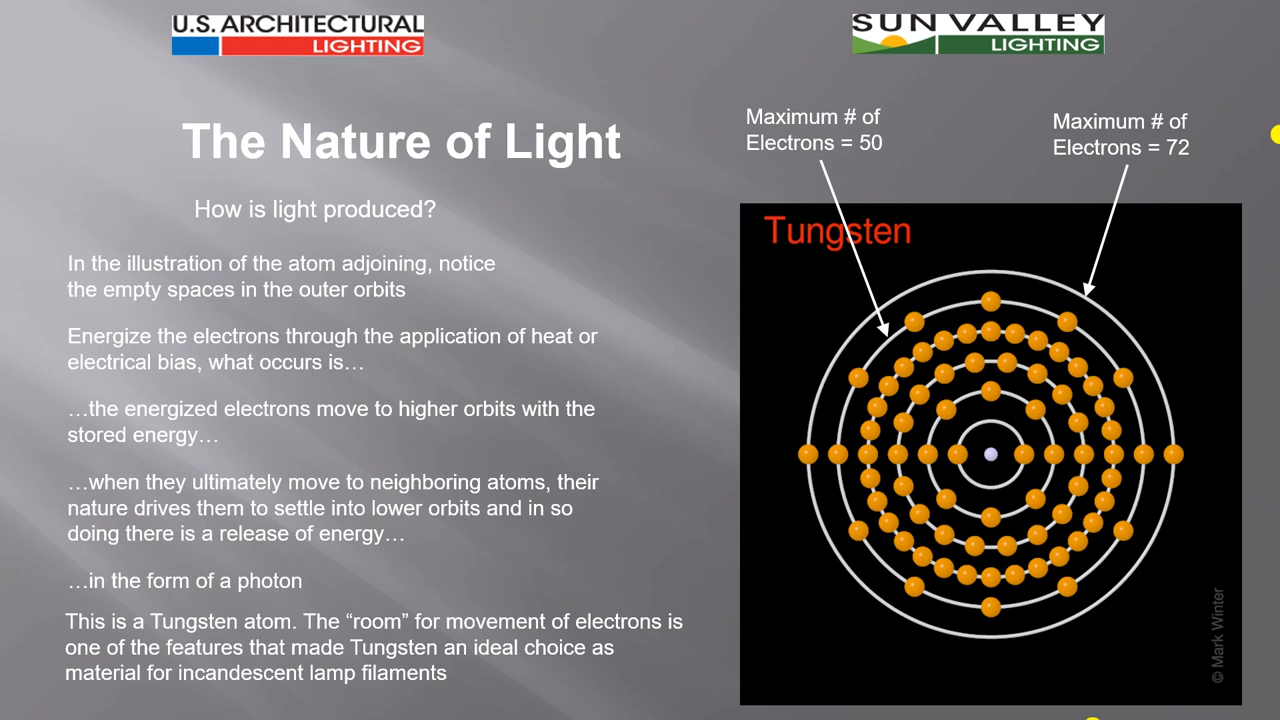 U.S. ARCHITECTURAL
LIGHTING
SUN VALLEY
LIGHTING
The Nature of Light
How is light produced?
In the illustration of the atom adjoining, notice
the empty spaces in the outer orbits
Energize the electrons through the application of heat or
electrical bias, what occurs is…
…the energized electrons move to higher orbits with the
stored energy…
…when they ultimately move to neighboring atoms, their
nature drives them to settle into lower orbits and in so
doing there is a release of energy…
…in the form of a photon
This is a Tungsten atom. The “room” for movement of electrons is
one of the features that made Tungsten an ideal choice as
material for incandescent lamp filaments
Maximum # of
Electrons = 50
Maximum # of
Electrons = 72
Tungsten
© Mark Winter